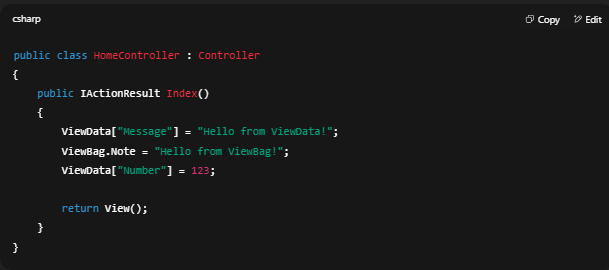 csharp
Copy
Edit
public class HomeController : Controller
{
    public IActionResult Index()
    {
        ViewData["Message"] = "Hello from ViewData!";
        ViewBag.Note = "Hello from ViewBag!";
        ViewData["Number"] = 123;

        return View();
    }
}